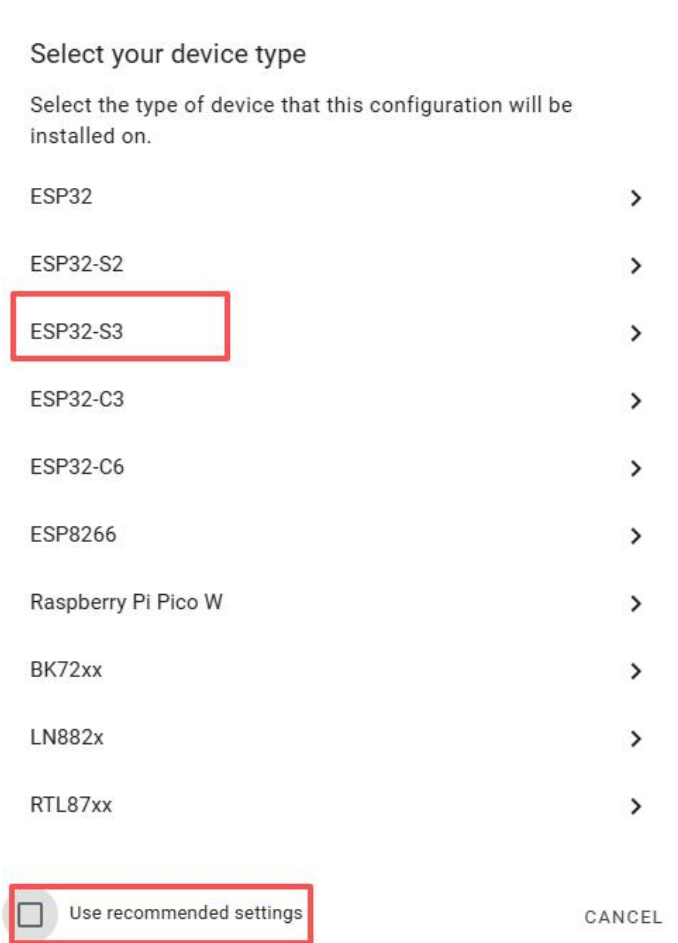 Select your device type
Select the type of device that this configuration will be
installed on.
ESP32
ESP32-S2
ESP32-S3
ESP32-C3
ESP32-C6
ESP8266
Raspberry Pi Pico W
BK72xx
LN882x
RTL87xx
Use recommended settings
CANCEL